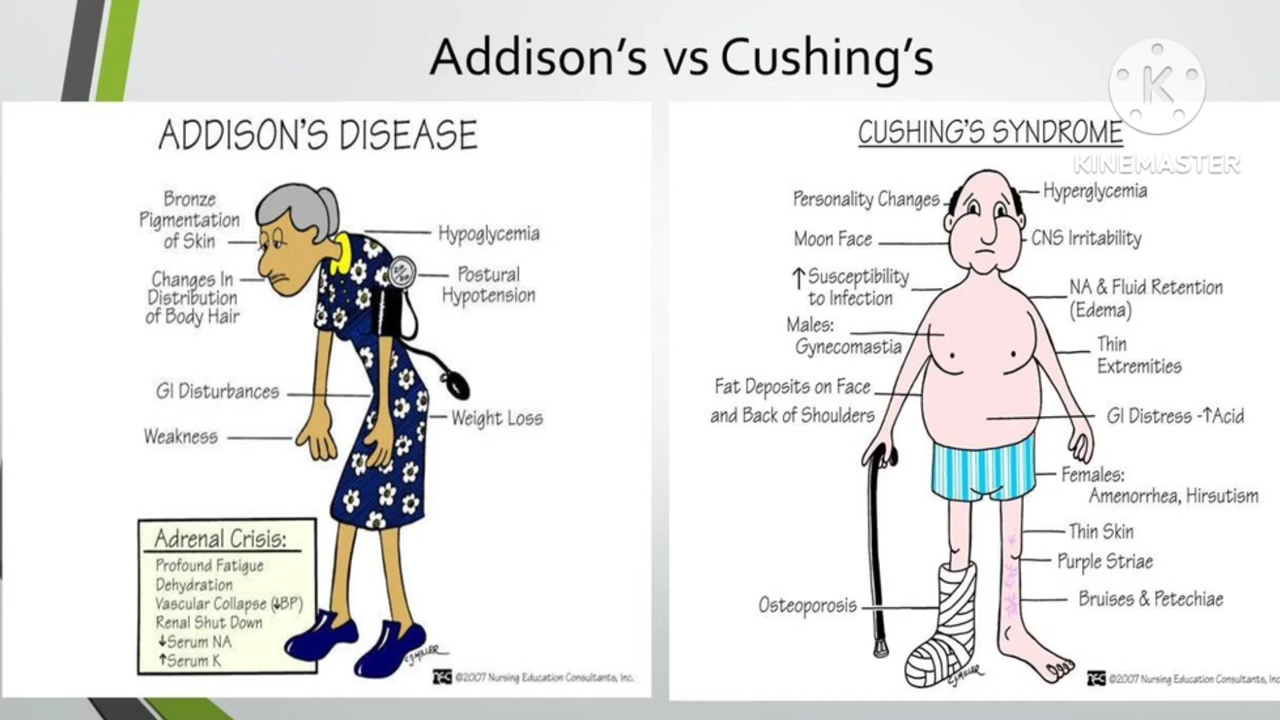 Addison's vs Cushing's
KINEMASTER
ADDISON'S DISEASE
Bronze
Pigmentation
of Skin
Changes In
Distribution
of Body Hair
GI Disturbances
Weakness
Hypoglycemia
Postural
Hypotension
Weight Loss
Adrenal Crisis:
Profound Fatigue
Dehydration
Vascular Collapse (↓BP)
Renal Shut Down
↓Serum NA
↑Serum K
©2007 Nursing Education Consultants, Inc.
CUSHING'S SYNDROME
Personality Changes
Moon Face
↑Susceptibility
to Infection
Males:
Gynecomastia
Fat Deposits on Face
and Back of Shoulders
Osteoporosis
Hyperglycemia
CNS Irritability
NA & Fluid Retention
(Edema)
Thin
Extremities
GI Distress -↑Acid
Females:
Amenorrhea, Hirsutism
Thin Skin
Purple Striae
Bruises & Petechiae
©2007 Nursing Education Consultants, Inc